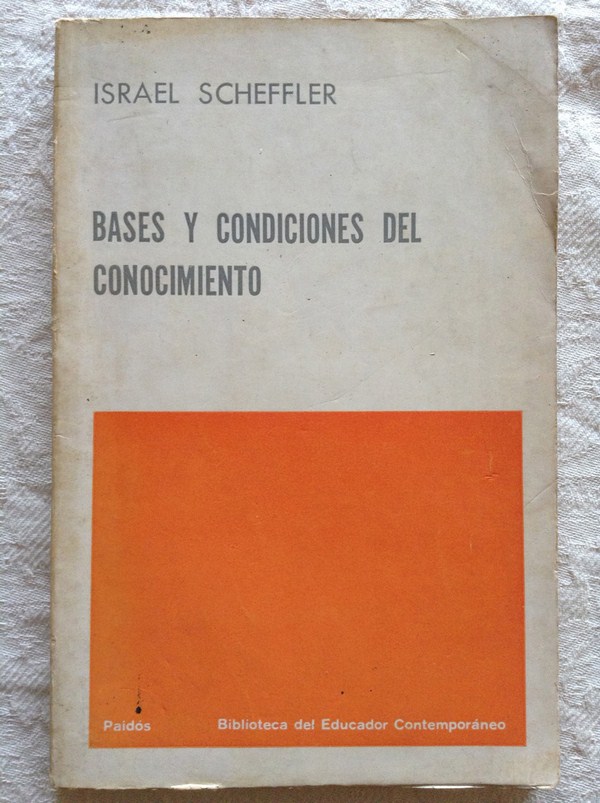 ISRAEL SCHEFFLER
BASES Y CONDICIONES DEL
CONOCIMIENTO
Paidós Biblioteca del Educador Contemporáneo